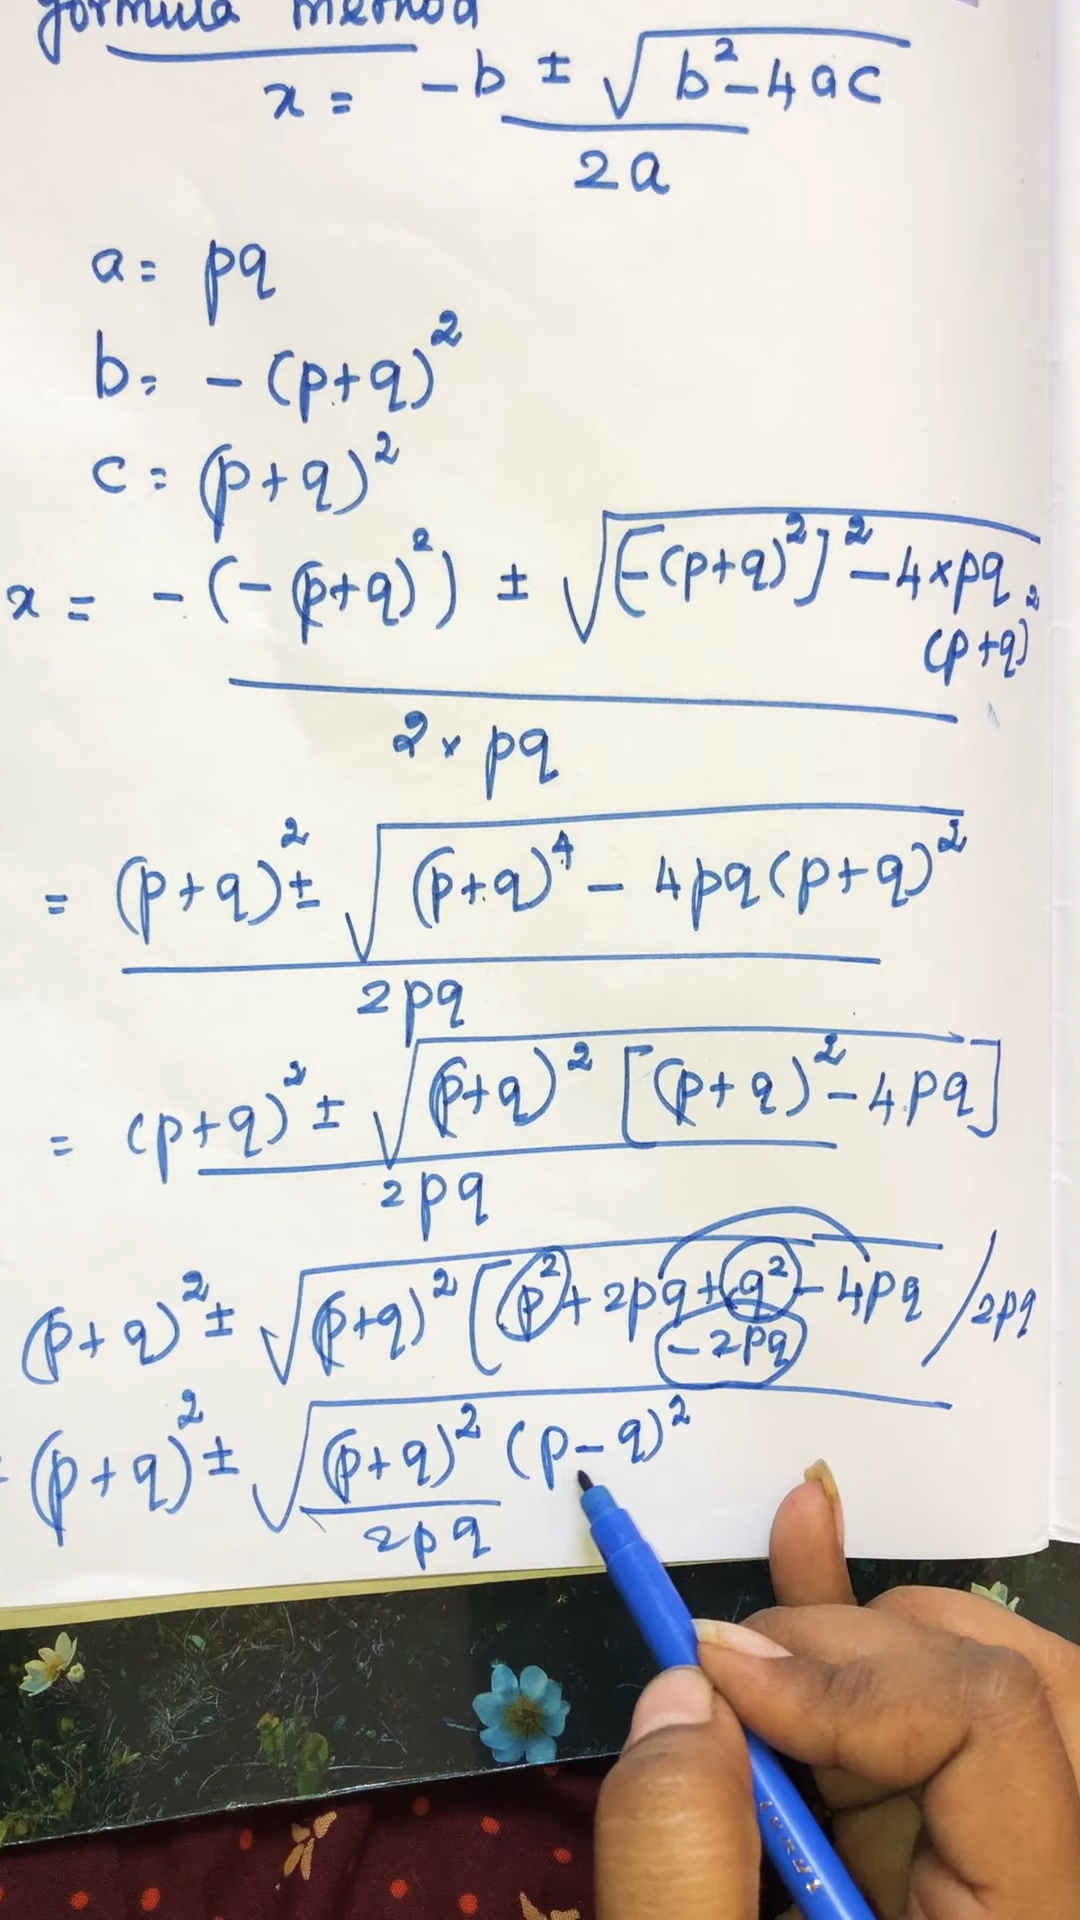 formula method
x = -b ± √b²-4ac
2a
a= pq
b= -(p+q)²
c= (p+q)²
x = -(-(p+q)²) ± √[-(p+q)²]²-4×pq
(p+q)²
2×pq
= (p+q)² ± √(p+q)⁴ - 4pq(p+q)²
2pq
= (p+q)² ± √(p+q)² [(p+q)²-4pq]
2pq
(p+q)² ± √(p+q)² [p²+2pq+q²-4pq /2pq
-2pq
= (p+q)² ± √(p+q)² (p-q)²
2pq